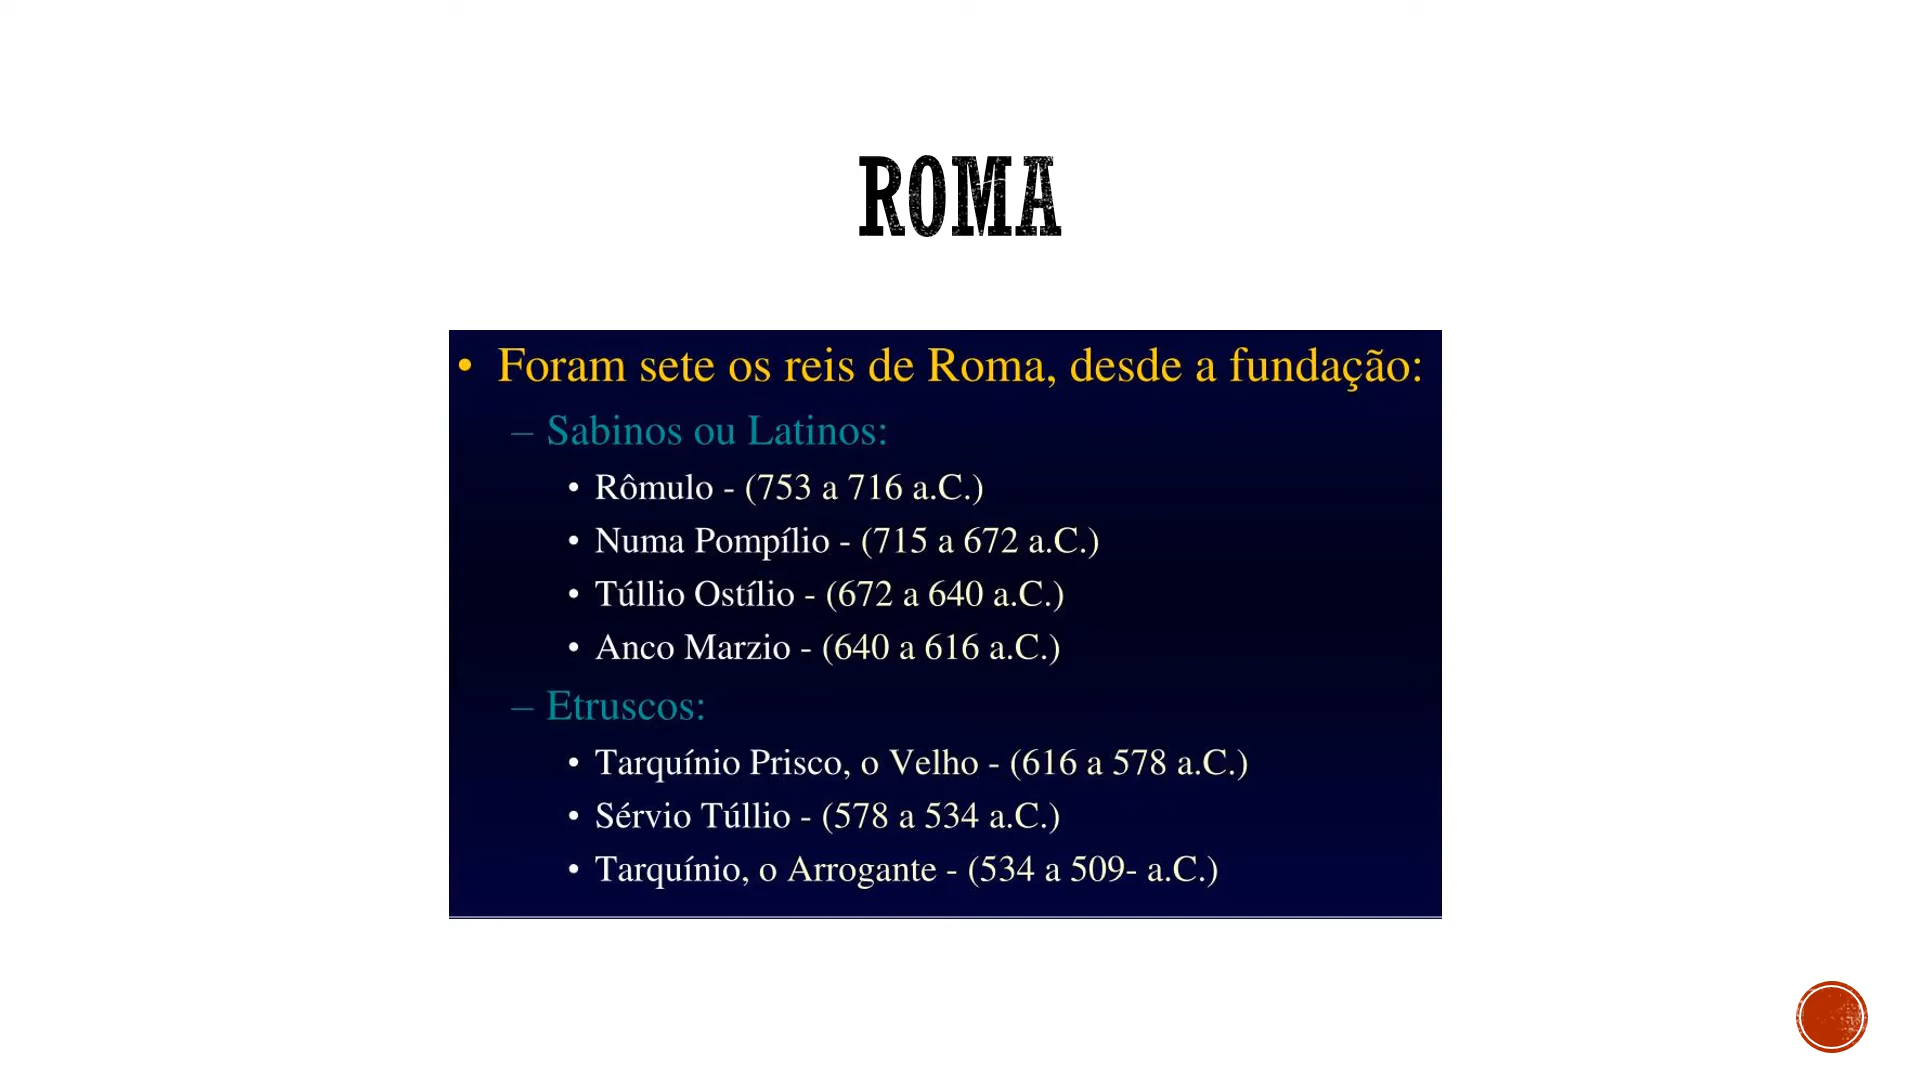 ROMA
• Foram sete os reis de Roma, desde a fundação:
– Sabinos ou Latinos:
• Rômulo - (753 a 716 a.C.)
• Numa Pompílio - (715 a 672 a.C.)
• Túllio Ostílio - (672 a 640 a.C.)
• Anco Marzio - (640 a 616 a.C.)
– Etruscos:
• Tarquínio Prisco, o Velho - (616 a 578 a.C.)
• Sérvio Túllio - (578 a 534 a.C.)
• Tarquínio, o Arrogante - (534 a 509- a.C.)